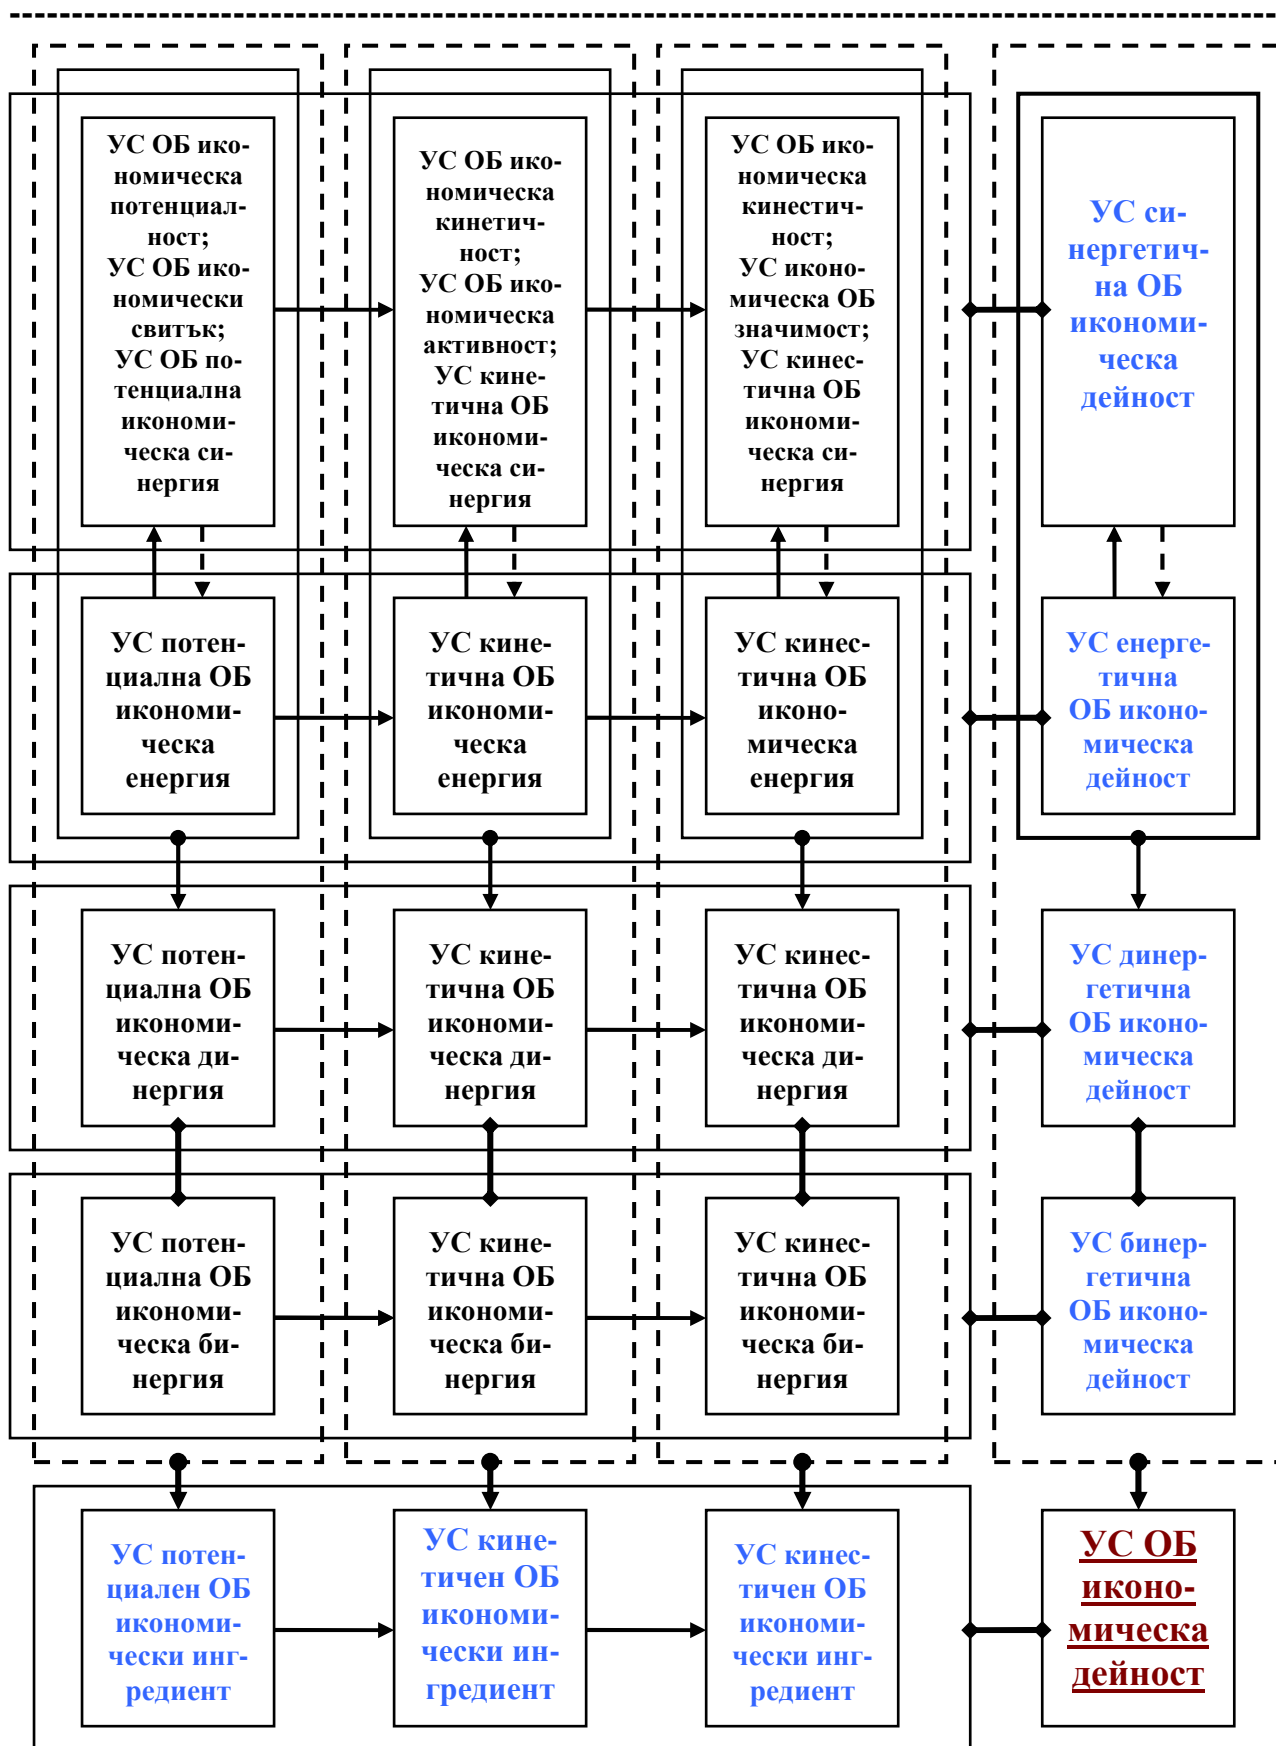 УС ОБ ико-
номическа
потенциал-
ност;
УС ОБ ико-
номически
свитък;
УС ОБ по-
тенциална
икономи-
ческа си-
нергия
УС ОБ ико-
номическа
кинетич-
ност;
УС ОБ ико-
номическа
активност;
УС кине-
тична ОБ
икономи-
ческа си-
нергия
УС ОБ ико-
номическа
кинестич-
ност;
УС иконо-
мическа ОБ
значимост;
УС кинес-
тична ОБ
икономи-
ческа си-
нергия
УС си-
нергетич-
на ОБ
икономи-
ческа
дейност
УС потен-
циална ОБ
икономи-
ческа
енергия
УС кине-
тична ОБ
икономи-
ческа
енергия
УС кинес-
тична ОБ
иконо-
мическа
енергия
УС енерге-
тична
ОБ иконо-
мическа
дейност
УС потен-
циална ОБ
икономи-
ческа ди-
нергия
УС кине-
тична ОБ
икономи-
ческа ди-
нергия
УС кинес-
тична ОБ
икономи-
ческа ди-
нергия
УС динер-
гетична
ОБ иконо-
мическа
дейност
УС потен-
циална ОБ
икономи-
ческа би-
нергия
УС кине-
тична ОБ
икономи-
ческа би-
нергия
УС кинес-
тична ОБ
икономи-
ческа би-
нергия
УС бинер-
гетична
ОБ иконо-
мическа
дейност
УС потен-
циален ОБ
икономи-
чески инг-
редиент
УС кине-
тичен ОБ
икономи-
чески ин-
гредиент
УС кинес-
тичен ОБ
икономи-
чески инг-
редиент
УС ОБ
иконо-
мическа
дейност